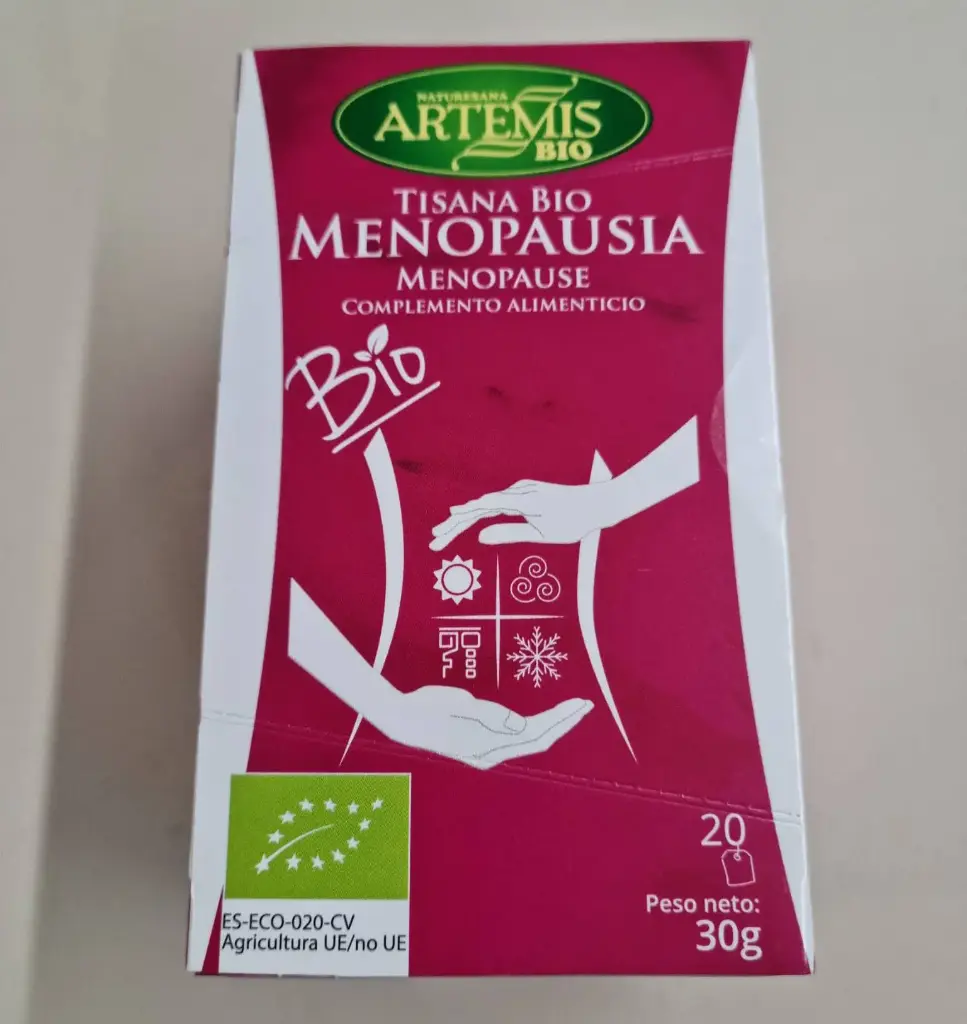 NATURESANA
ARTEMIS
BIO
TISANA BIO
MENOPAUSIA
MENOPAUSE
COMPLEMENTO ALIMENTICIO
Bio
20
Peso neto:
30g
ES-ECO-020-CV
Agricultura UE/no UE